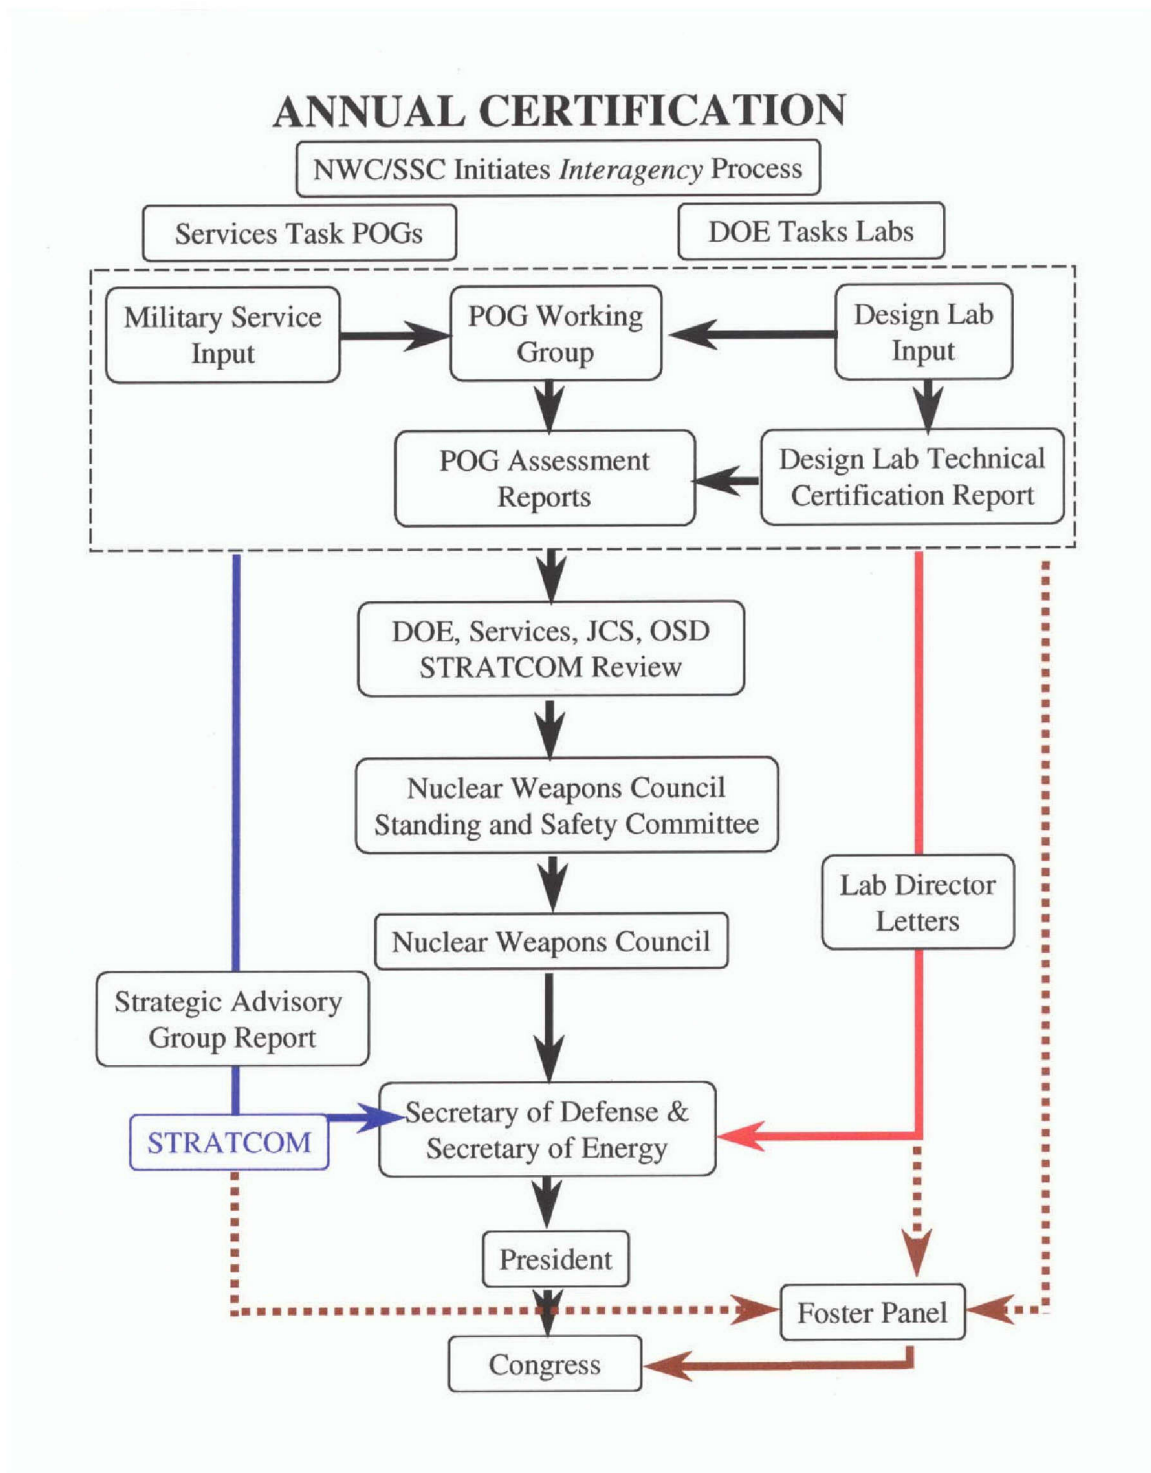 ANNUAL CERTIFICATION
NWC/SSC Initiates Interagency Process
Services Task POGs
DOE Tasks Labs
Military Service
Input
POG Working
Group
Design Lab
Input
POG Assessment
Reports
Design Lab Technical
Certification Report
DOE, Services, JCS, OSD
STRATCOM Review
Nuclear Weapons Council
Standing and Safety Committee
Lab Director
Letters
Nuclear Weapons Council
Strategic Advisory
Group Report
Secretary of Defense &
Secretary of Energy
STRATCOM
President
Foster Panel
Congress